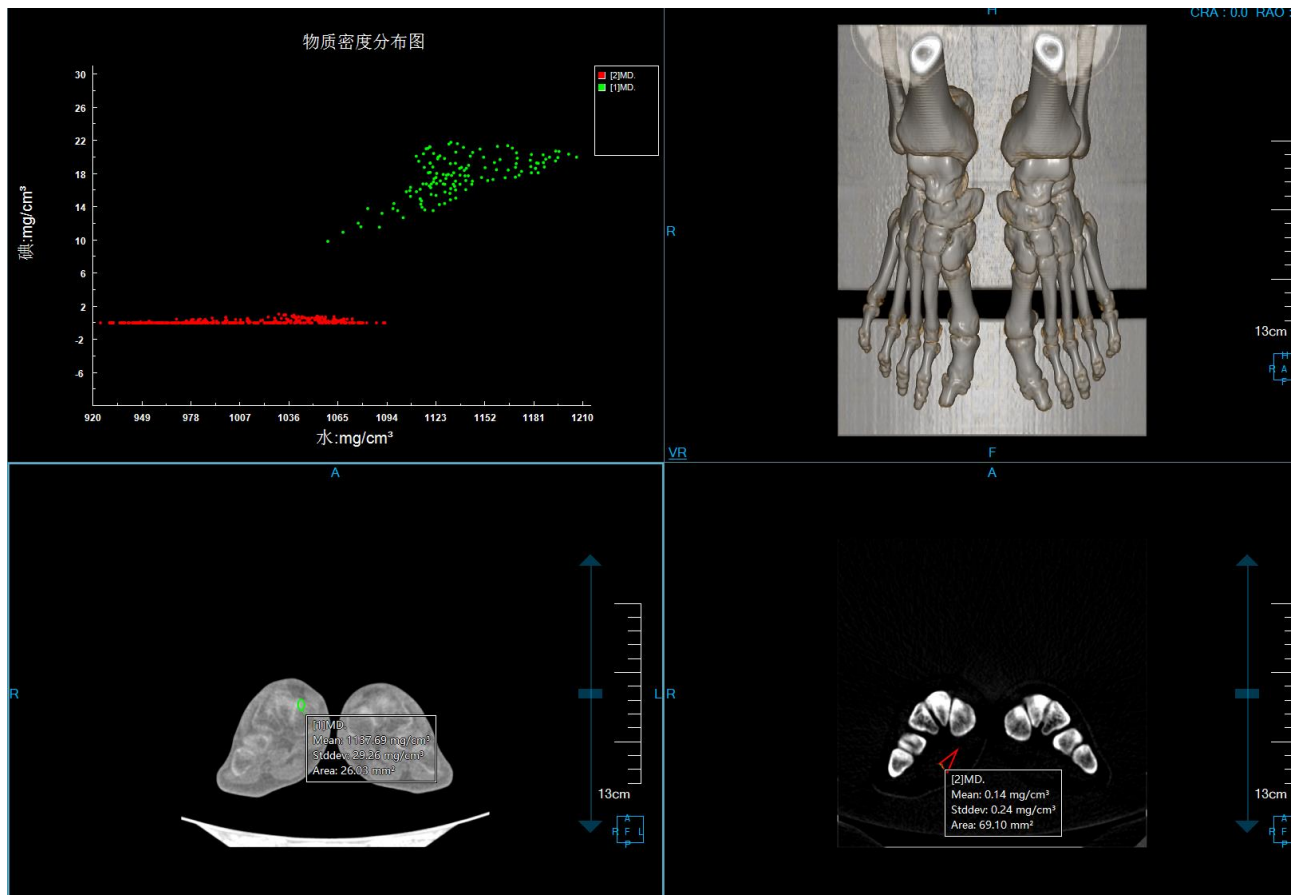 物质密度分布图
[2]MD.
[1]MD.
30
26
22
18
14
10
6
2
-2
-6
碘:mg/cm³
920 949 978 1007 1036 1065 1094 1123 1152 1181 1210
水:mg/cm³
H
CRA : 0.0 RAO :
R
13cm
H
R A
F
VR
F
A
R
L
[1]MD.
Mean: 1137.69 mg/cm³
Stddev: 29.26 mg/cm³
Area: 26.03 mm²
13cm
A
R F L
P
A
R
[2]MD.
Mean: 0.14 mg/cm³
Stddev: 0.24 mg/cm³
Area: 69.10 mm²
13cm
A
R F
P